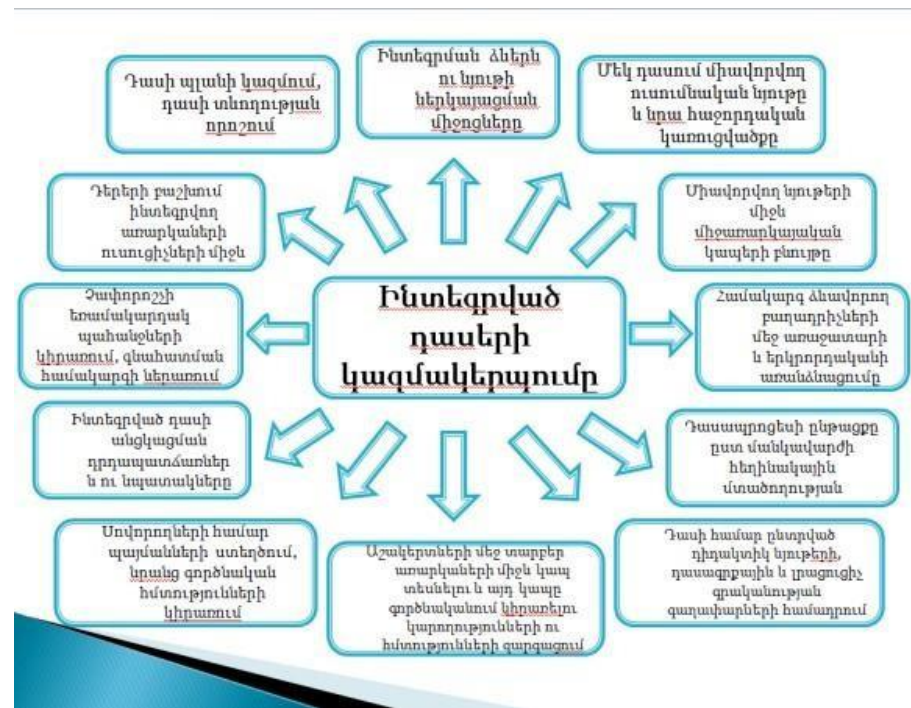 Դասի պլանի կազմում,
դասի տևողության
որոշում
Ինտեգրման ձևերն
ու նյութի
ներկայացման
միջոցները
Մեկ դասում միավորվող
ուսումնական նյութը
և նրա հաջորդական
կառուցվածքը
Դերերի բաշխում
ինտեգրվող
առարկաների
ուսուցիչների միջև
Միավորվող նյութերի
միջև
միջառարկայական
կապերի բնույթը
Չափորոշչի
եռամակարդակ
պահանջների
կիրառում, գնահատման
համակարգի ներառում
Ինտեգրված
դասերի
կազմակերպումը
Համակարգ ձևավորող
բաղադրիչների
մեջ առաջատարի
և երկրորդականի
առանձնացումը
Ինտեգրված դասի
անցկացման
դրդապատճառներ
ն ու նպատակները
Դասապրոցեսի ընթացքը
ըստ մանկավարժի
հեղինակային
մտածողության
Սովորողների համար
պայմանների ստեղծում,
նրանց գործնական
հմտությունների
կիրառում
Աշակերտների մեջ տարբեր
առարկաների միջև կապ
տեսնելու և այդ կապը
գործնականում կիրառելու
կարողությունների ու
հմտությունների զարգացում
Դասի համար ընտրված
դիդակտիկ նյութերի,
դասագրքային և լրացուցիչ
գրականության
գաղափարների համադրում